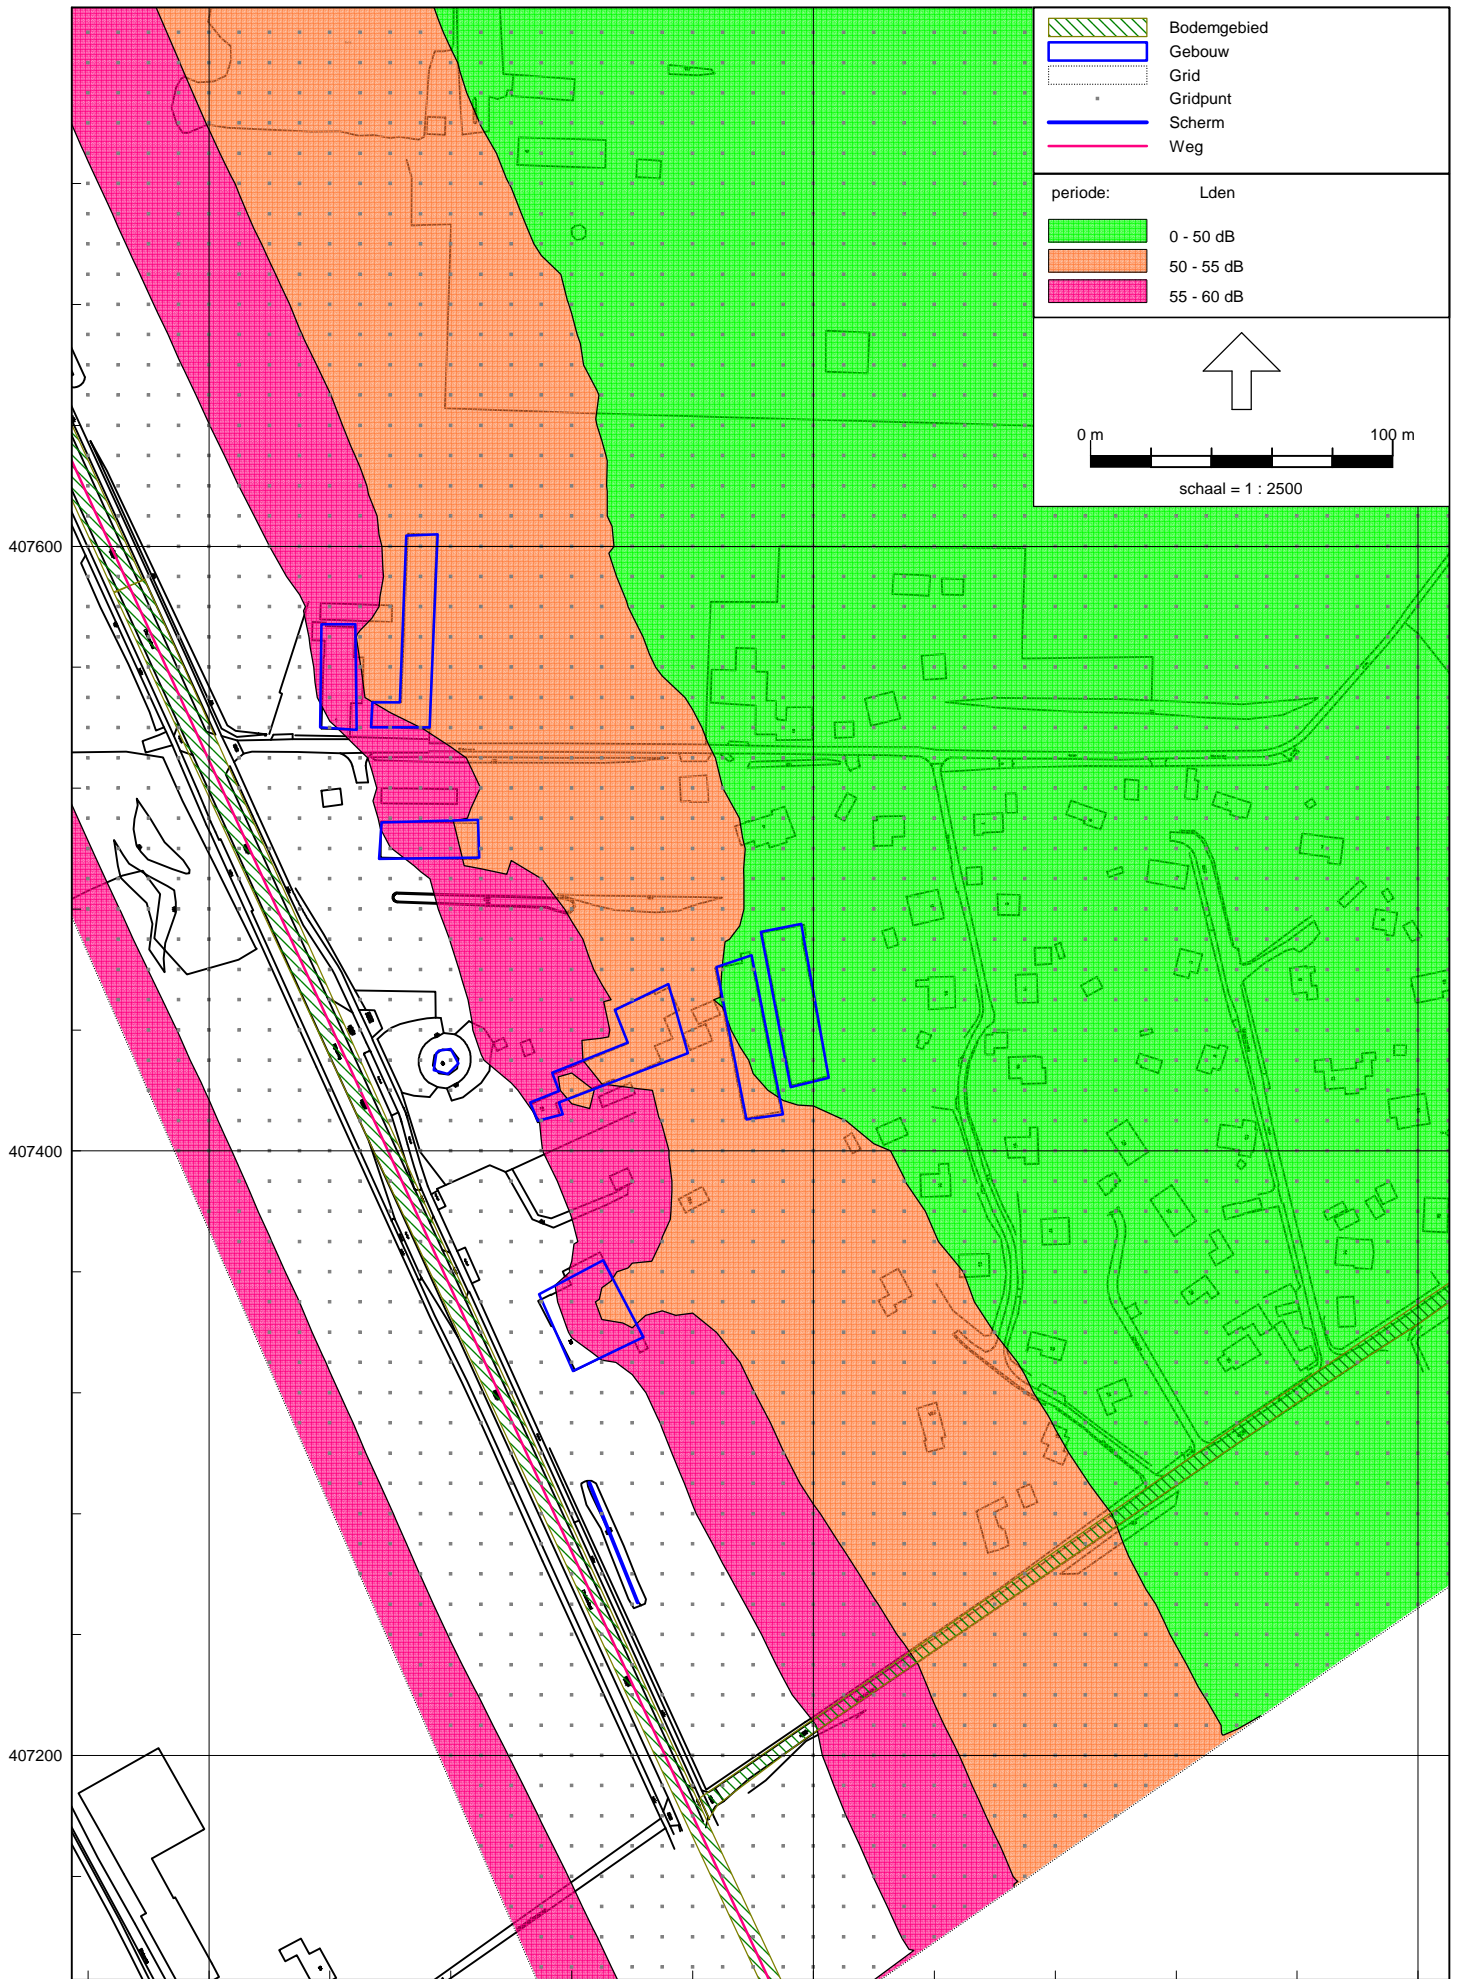 Bodemgebied
Gebouw
Grid
Gridpunt
Scherm
Weg
periode: Lden
0 - 50 dB
50 - 55 dB
55 - 60 dB
0 m 100 m
schaal = 1 : 2500
407600
407400
407200